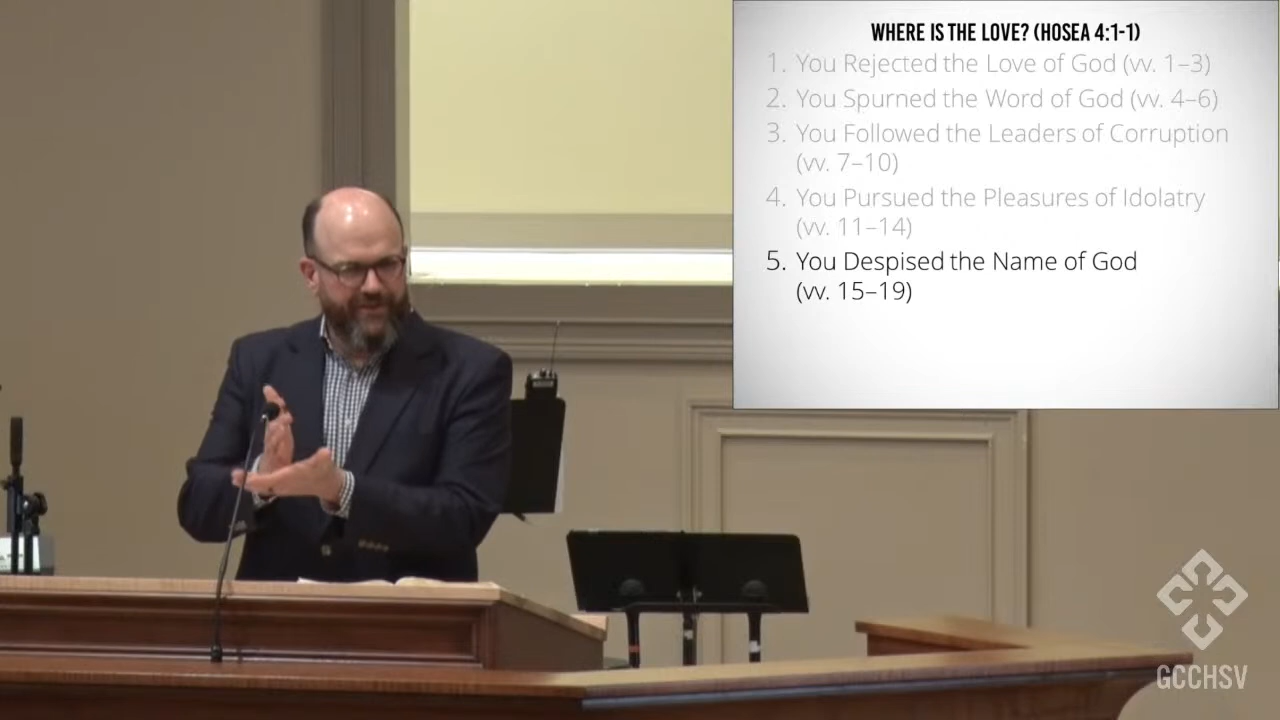 WHERE IS THE LOVE? (HOSEA 4:1-1)
1. You Rejected the Love of God (vv. 1–3)
2. You Spurned the Word of God (vv. 4–6)
3. You Followed the Leaders of Corruption
(vv. 7–10)
4. You Pursued the Pleasures of Idolatry
(vv. 11–14)
5. You Despised the Name of God
(vv. 15–19)
GCCHSV